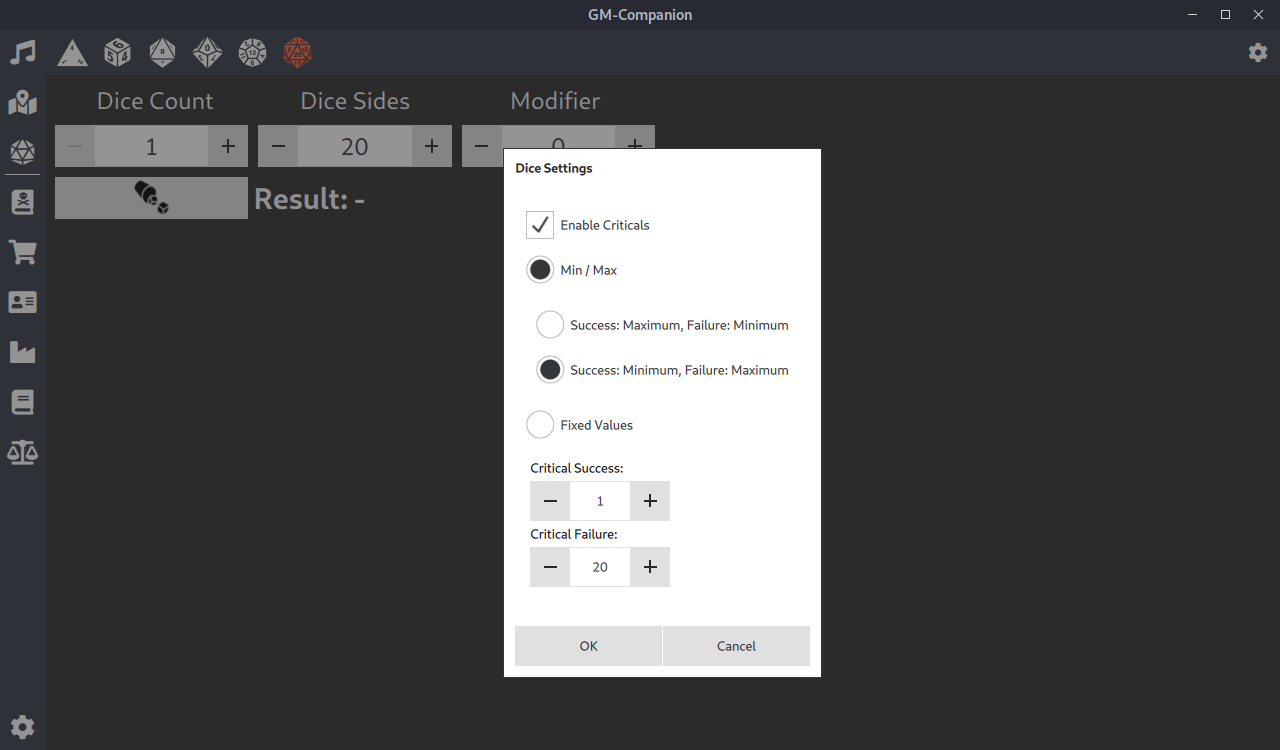 GM-Companion
Dice Count
Dice Sides
Modifier
1
20
0
Result: -
Dice Settings
Enable Criticals
Min / Max
Success: Maximum, Failure: Minimum
Success: Minimum, Failure: Maximum
Fixed Values
Critical Success:
1
Critical Failure:
20
OK
Cancel